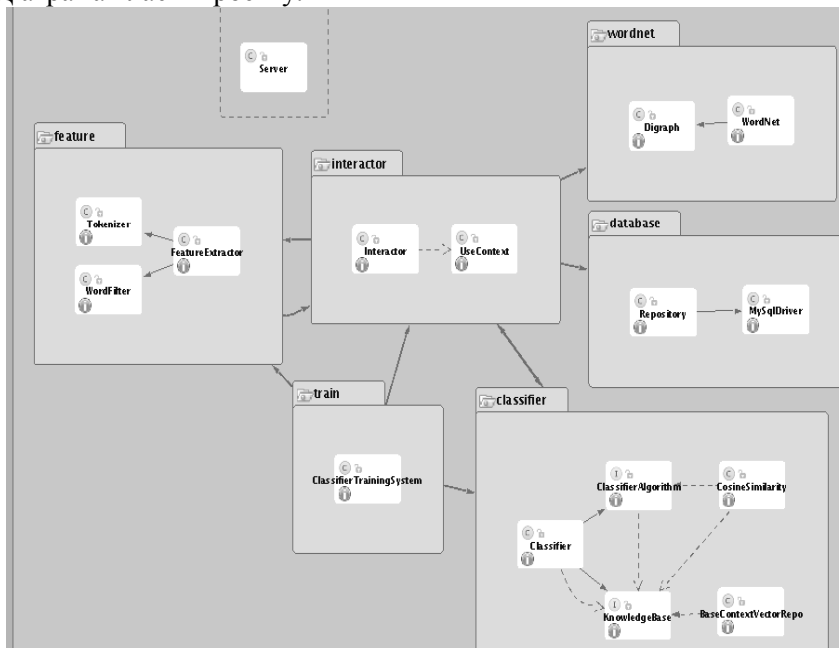 Server
wordnet
Digraph
WordNet
feature
Tokenizer
FeatureExtractor
WordFilter
interactor
Interactor
UseContext
database
Repository
MySqlDriver
train
ClassifierTrainingSystem
classifier
ClassifierAlgorithm
CosineSimilarity
Classifier
KnowledgeBase
BaseContextVectorRepo